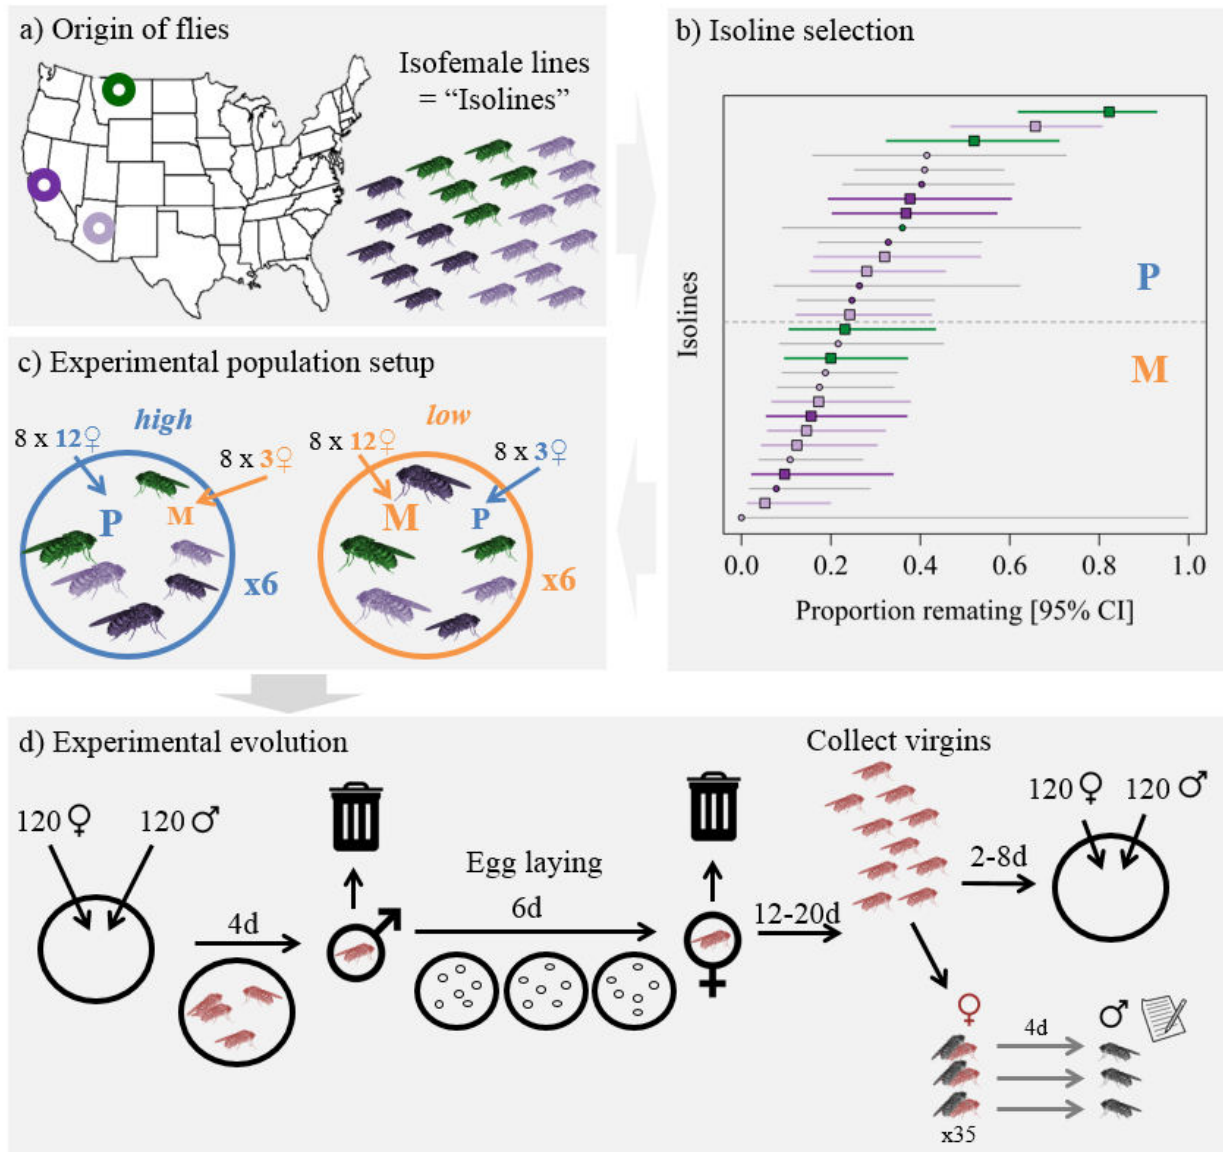 a) Origin of flies
Isofemale lines
= “Isolines”
b) Isoline selection
Isolines
P
M
0.0 0.2 0.4 0.6 0.8 1.0
Proportion remating [95% CI]
c) Experimental population setup
high
8 x 12♀
8 x 3♀
P
M
x6
low
8 x 12♀
8 x 3♀
M
P
x6
d) Experimental evolution
120 ♀ 120 ♂
4d
♂
Egg laying
6d
♀
12-20d
Collect virgins
2-8d
120 ♀ 120 ♂
♀ 4d ♂
x35